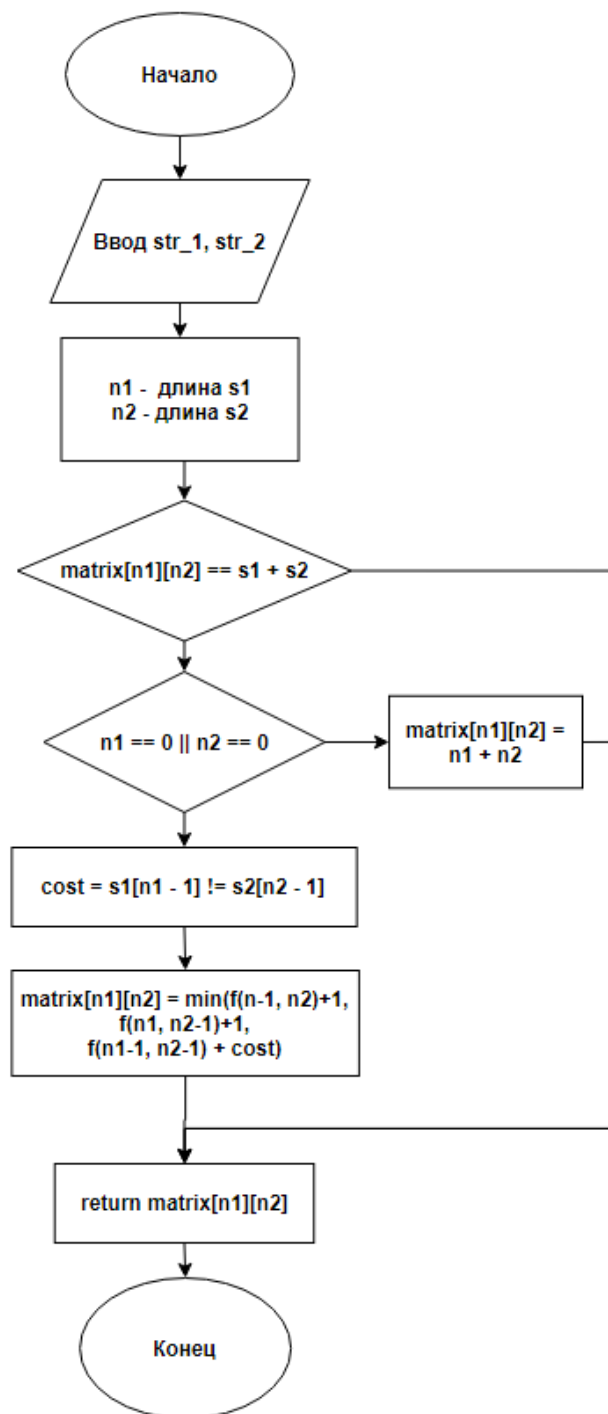 Начало
Ввод str_1, str_2
n1 - длина s1
n2 - длина s2
matrix[n1][n2] == s1 + s2
n1 == 0 || n2 == 0
matrix[n1][n2] =
n1 + n2
cost = s1[n1 - 1] != s2[n2 - 1]
matrix[n1][n2] = min(f(n-1, n2)+1,
f(n1, n2-1)+1,
f(n1-1, n2-1) + cost)
return matrix[n1][n2]
Конец